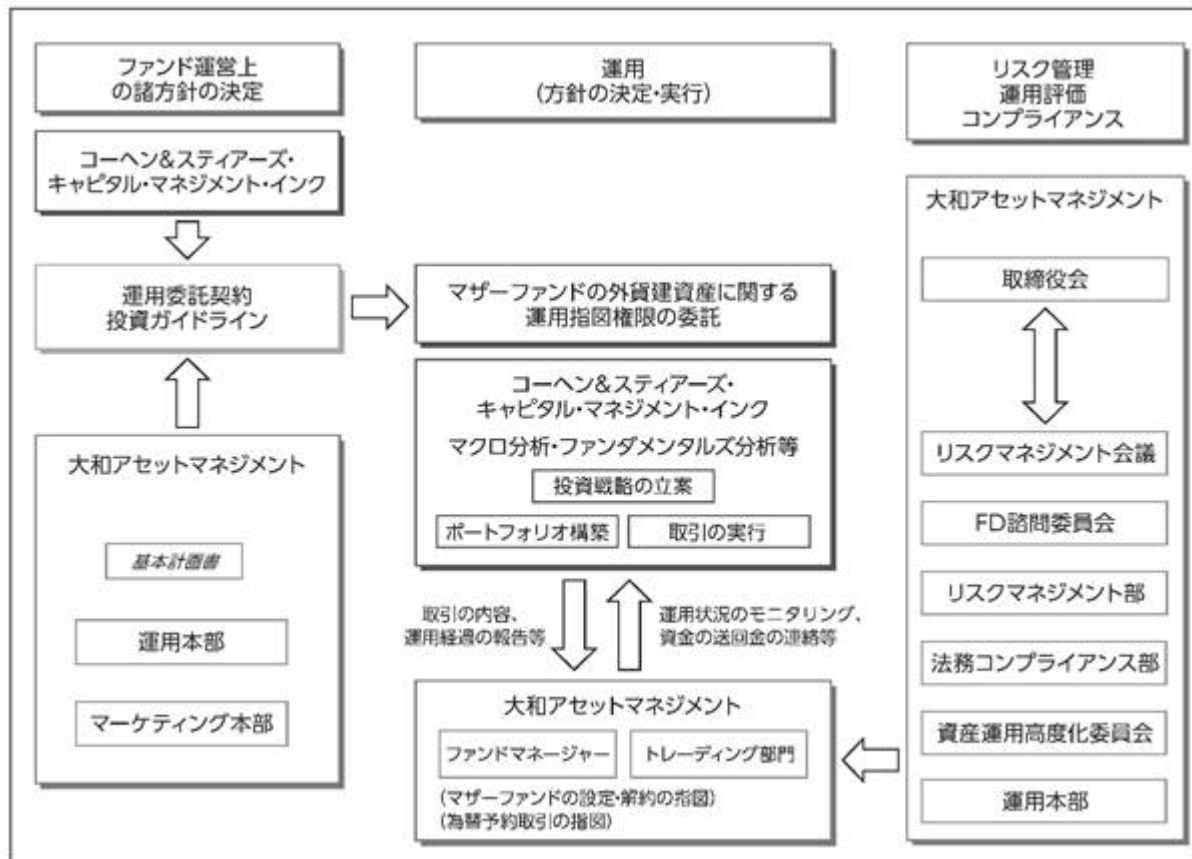 ファンド運営上
の諸方針の決定
コーヘン&スティアーズ・
キャピタル・マネジメント・インク
運用委託契約
投資ガイドライン
大和アセットマネジメント
基本計画書
運用本部
マーケティング本部
運用
(方針の決定・実行)
マザーファンドの外貨建資産に関する
運用指図権限の委託
コーヘン&スティアーズ・
キャピタル・マネジメント・インク
マクロ分析・ファンダメンタルズ分析等
投資戦略の立案
ポートフォリオ構築
取引の実行
取引の内容、
運用経過の報告等
運用状況のモニタリング、
資金の送回金の連絡等
大和アセットマネジメント
ファンドマネージャー
トレーディング部門
(マザーファンドの設定・解約の指図)
(為替予約取引の指図)
リスク管理
運用評価
コンプライアンス
大和アセットマネジメント
取締役会
リスクマネジメント会議
FD諮問委員会
リスクマネジメント部
法務コンプライアンス部
資産運用高度化委員会
運用本部